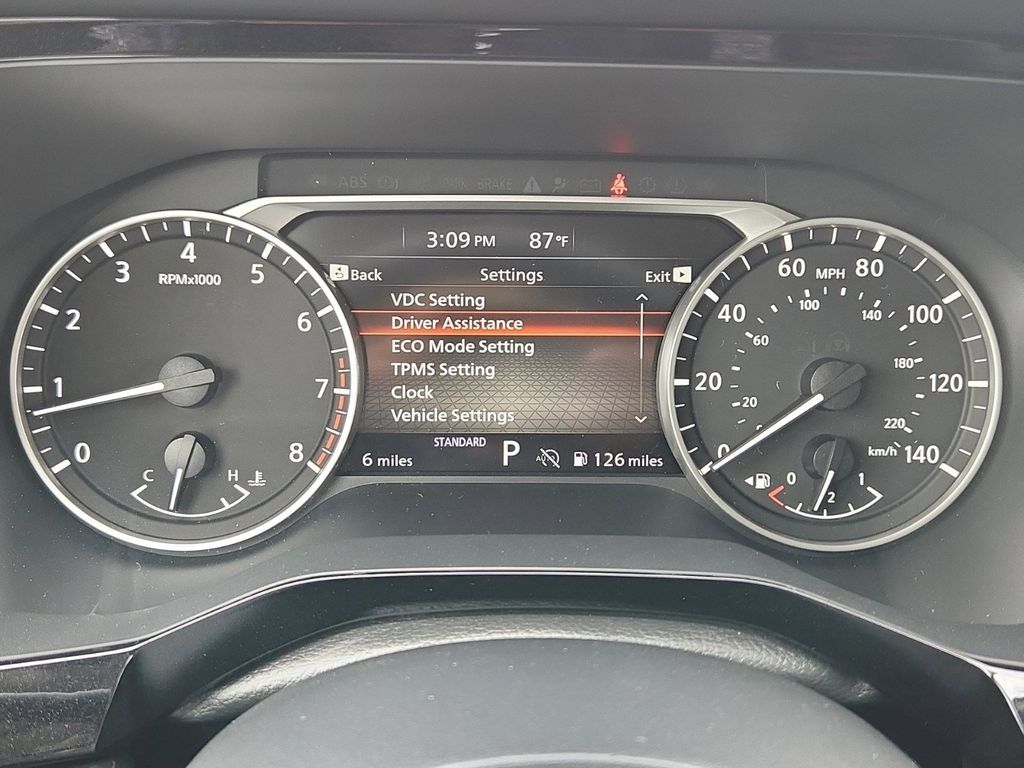 ABS
PARK BRAKE
3:09 PM 87°F
Back Settings Exit
VDC Setting
Driver Assistance
ECO Mode Setting
TPMS Setting
Clock
Vehicle Settings
STANDARD
6 miles P AUTO 126 miles
0 1 2 3 4 5 6 7 8
RPMx1000
C H
0 20 40 60 80 100 120 140
MPH
20 60 100 140 180 220
km/h
0 1
2